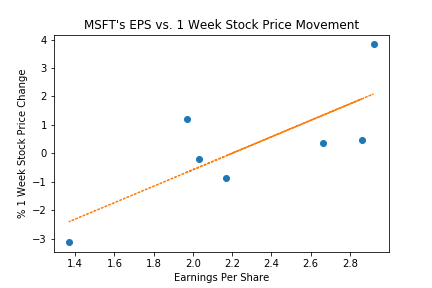 MSFT's EPS vs. 1 Week Stock Price Movement
% 1 Week Stock Price Change
4
3
2
1
0
−1
−2
−3
1.4 1.6 1.8 2.0 2.2 2.4 2.6 2.8
Earnings Per Share